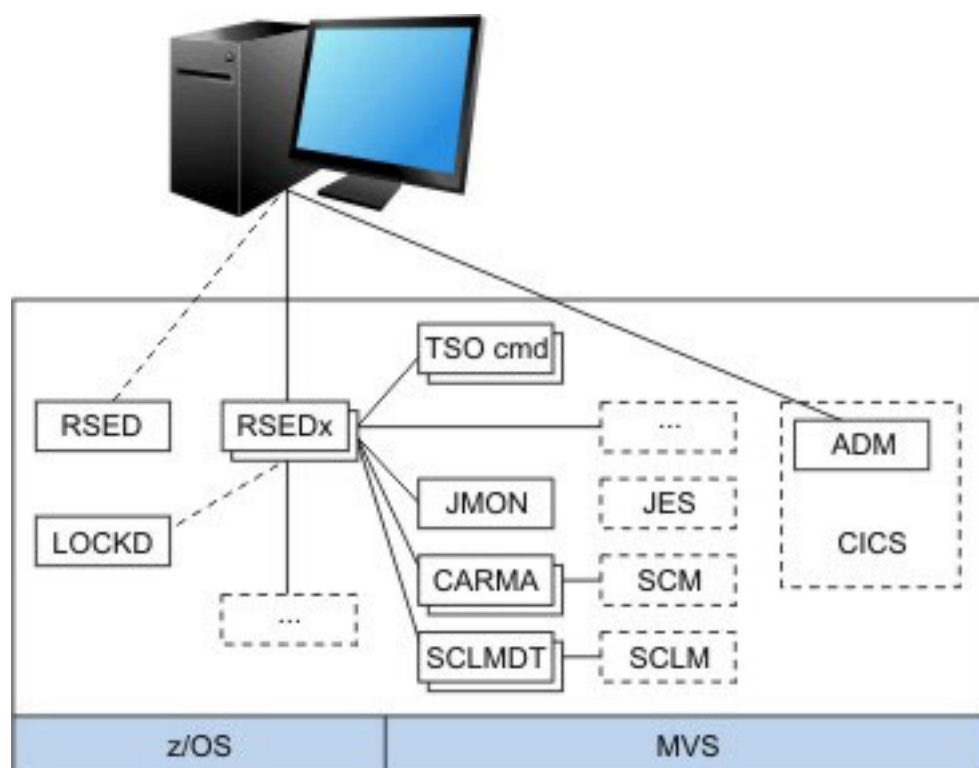 TSO cmd
RSED
RSEDx
...
ADM
LOCKD
JMON
JES
CICS
CARMA
SCM
...
SCLMDT
SCLM
z/OS
MVS